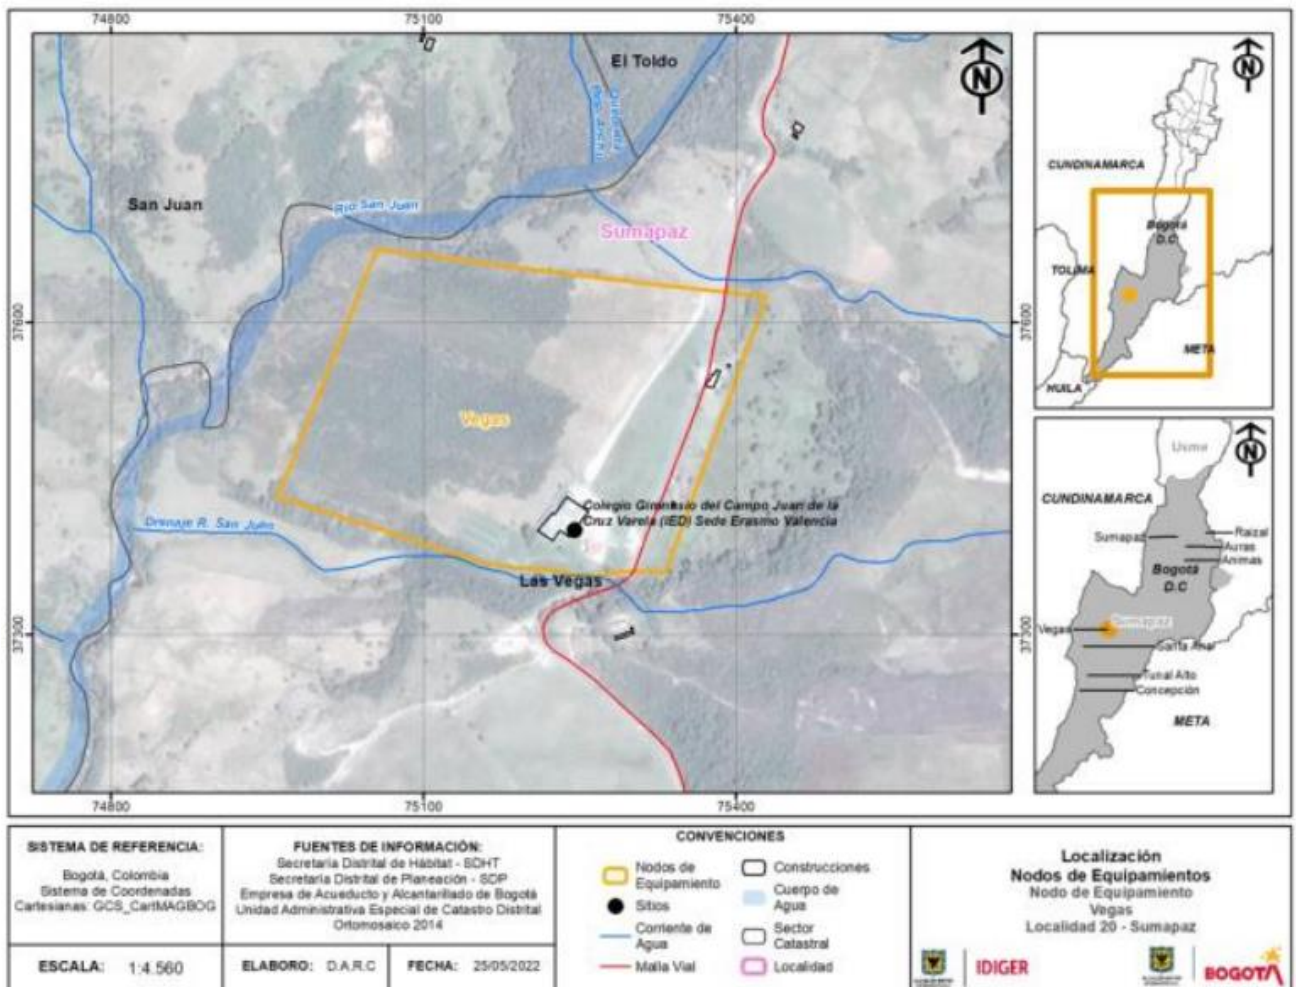 74800
75100
75400
El Toldo
San Juan
Río San Juan
Sumapaz
37600
37600
Vegas
Colegio Gimnasio del Campo Juan de la
Cruz Varela (IED) Sede Erasmo Valencia
Drenaje R. San Juan
Las Vegas
37300
37300
74800
75100
75400
N
N
CUNDINAMARCA
Bogotá
D.C
TOLIMA
META
HUILA
N
Usme
CUNDINAMARCA
Sumapaz
Raizal
Auras
Animas
Bogotá
D.C
Vegas
Sumapaz
Santa Ana
Tunal Alto
Concepción
META
SISTEMA DE REFERENCIA:
Bogotá, Colombia
Sistema de Coordenadas
Cartesianas: GCS_CartMAGBOG
ESCALA: 1:4.560
FUENTES DE INFORMACIÓN:
Secretaría Distrital de Hábitat - SDHT
Secretaría Distrital de Planeación - SDP
Empresa de Acueducto y Alcantarillado de Bogotá
Unidad Administrativa Especial de Catastro Distrital
Ortomosaico 2014
ELABORO: D.A.R.C
FECHA: 25/05/2022
CONVENCIONES
Nodos de
Equipamiento
Sitios
Corriente de
Agua
Malla Vial
Construcciones
Cuerpo de
Agua
Sector
Catastral
Localidad
Localización
Nodos de Equipamientos
Nodo de Equipamiento
Vegas
Localidad 20 - Sumapaz
IDIGER
BOGOTÁ